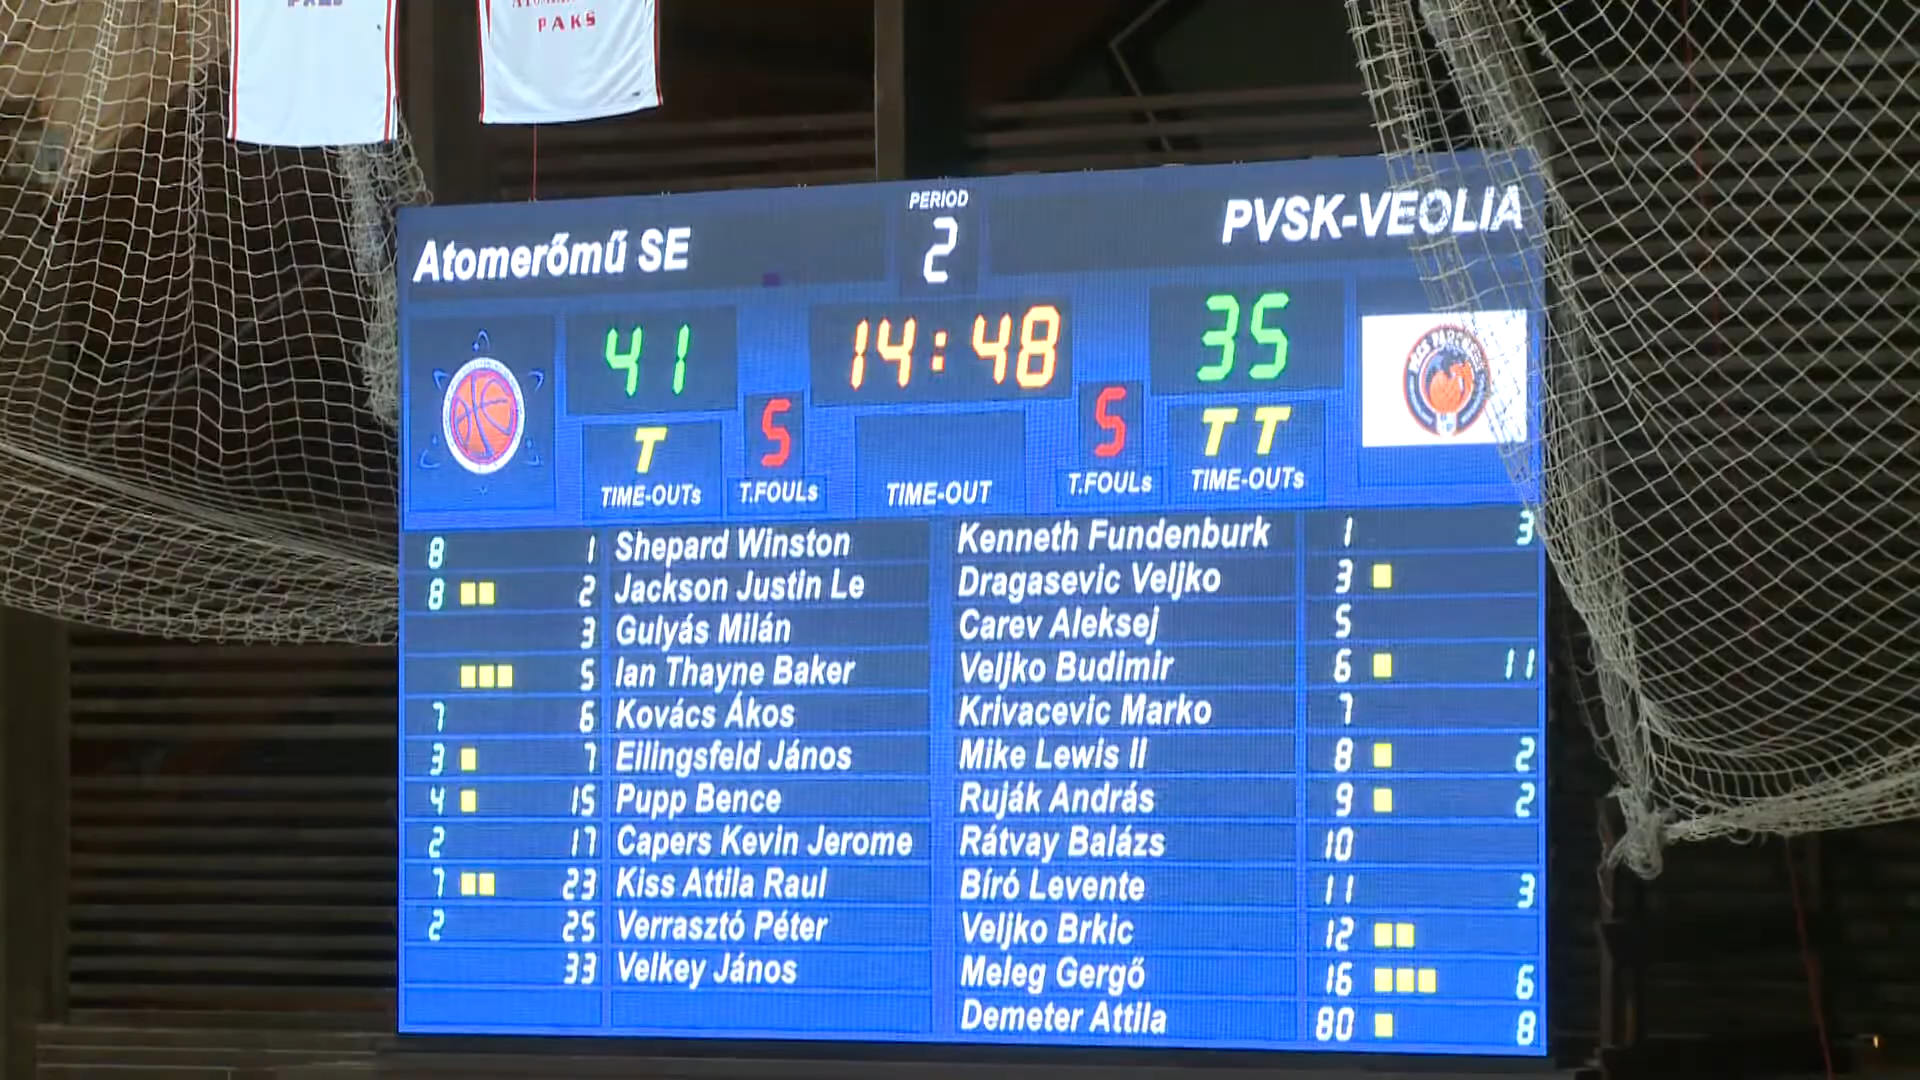 PAKS
PAKS
PERIOD
Atomerőmű SE
2
PVSK-VEOLIA
41
14:48
35
T
5
5
T T
TIME-OUTs
T.FOULs
TIME-OUT
T.FOULs
TIME-OUTs
8 1 Shepard Winston Kenneth Fundenburk 1 3
8 2 Jackson Justin Le Dragasevic Veljko 3
3 Gulyás Milán Carev Aleksej 5
5 Ian Thayne Baker Veljko Budimir 6 11
7 6 Kovács Ákos Krivacevic Marko 7
3 7 Eilingsfeld János Mike Lewis II 8 2
4 15 Pupp Bence Ruják András 9 2
2 17 Capers Kevin Jerome Rátvay Balázs 10
7 23 Kiss Attila Raul Bíró Levente 11 3
2 25 Verrasztó Péter Veljko Brkic 12
33 Velkey János Meleg Gergő 16 6
Demeter Attila 80 8